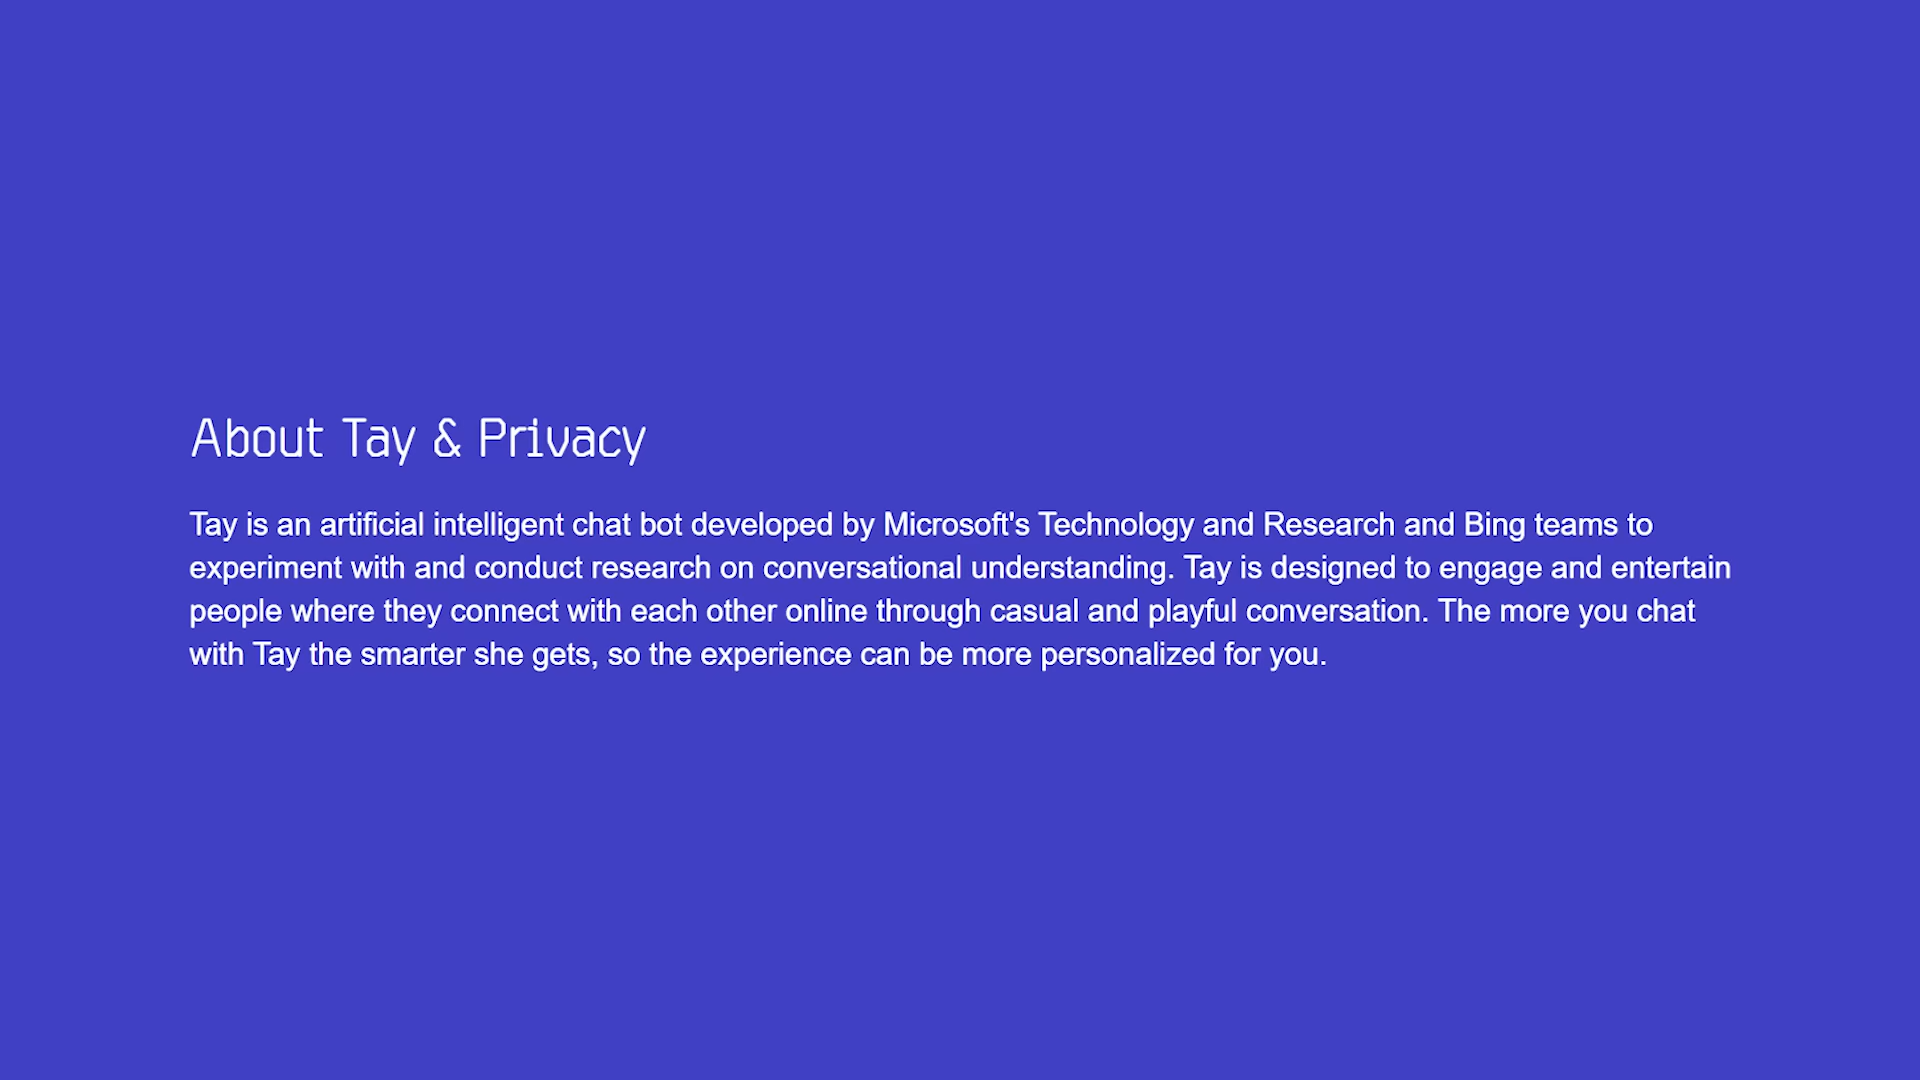 About Tay & Privacy
Tay is an artificial intelligent chat bot developed by Microsoft's Technology and Research and Bing teams to
experiment with and conduct research on conversational understanding. Tay is designed to engage and entertain
people where they connect with each other online through casual and playful conversation. The more you chat
with Tay the smarter she gets, so the experience can be more personalized for you.